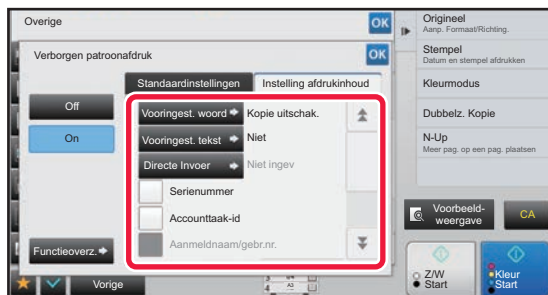 Overige
OK
Verborgen patroonafdruk
OK
Standaardinstellingen
Instelling afdrukinhoud
Off
On
Vooringest. woord
Kopie uitschak.
Vooringest. tekst
Niet
Directe Invoer
Niet ingev
Serienummer
Accounttaak-id
Aanmeldnaam/gebr.nr.
Functieoverz.
Vorige
A3
Origineel
Aanp. Formaat/Richting.
Stempel
Datum en stempel afdrukken
Kleurmodus
Dubbelz. Kopie
N-Up
Meer pag. op een pag. plaatsen
Voorbeeld-
weergave
CA
Z/W
Start
Kleur
Start